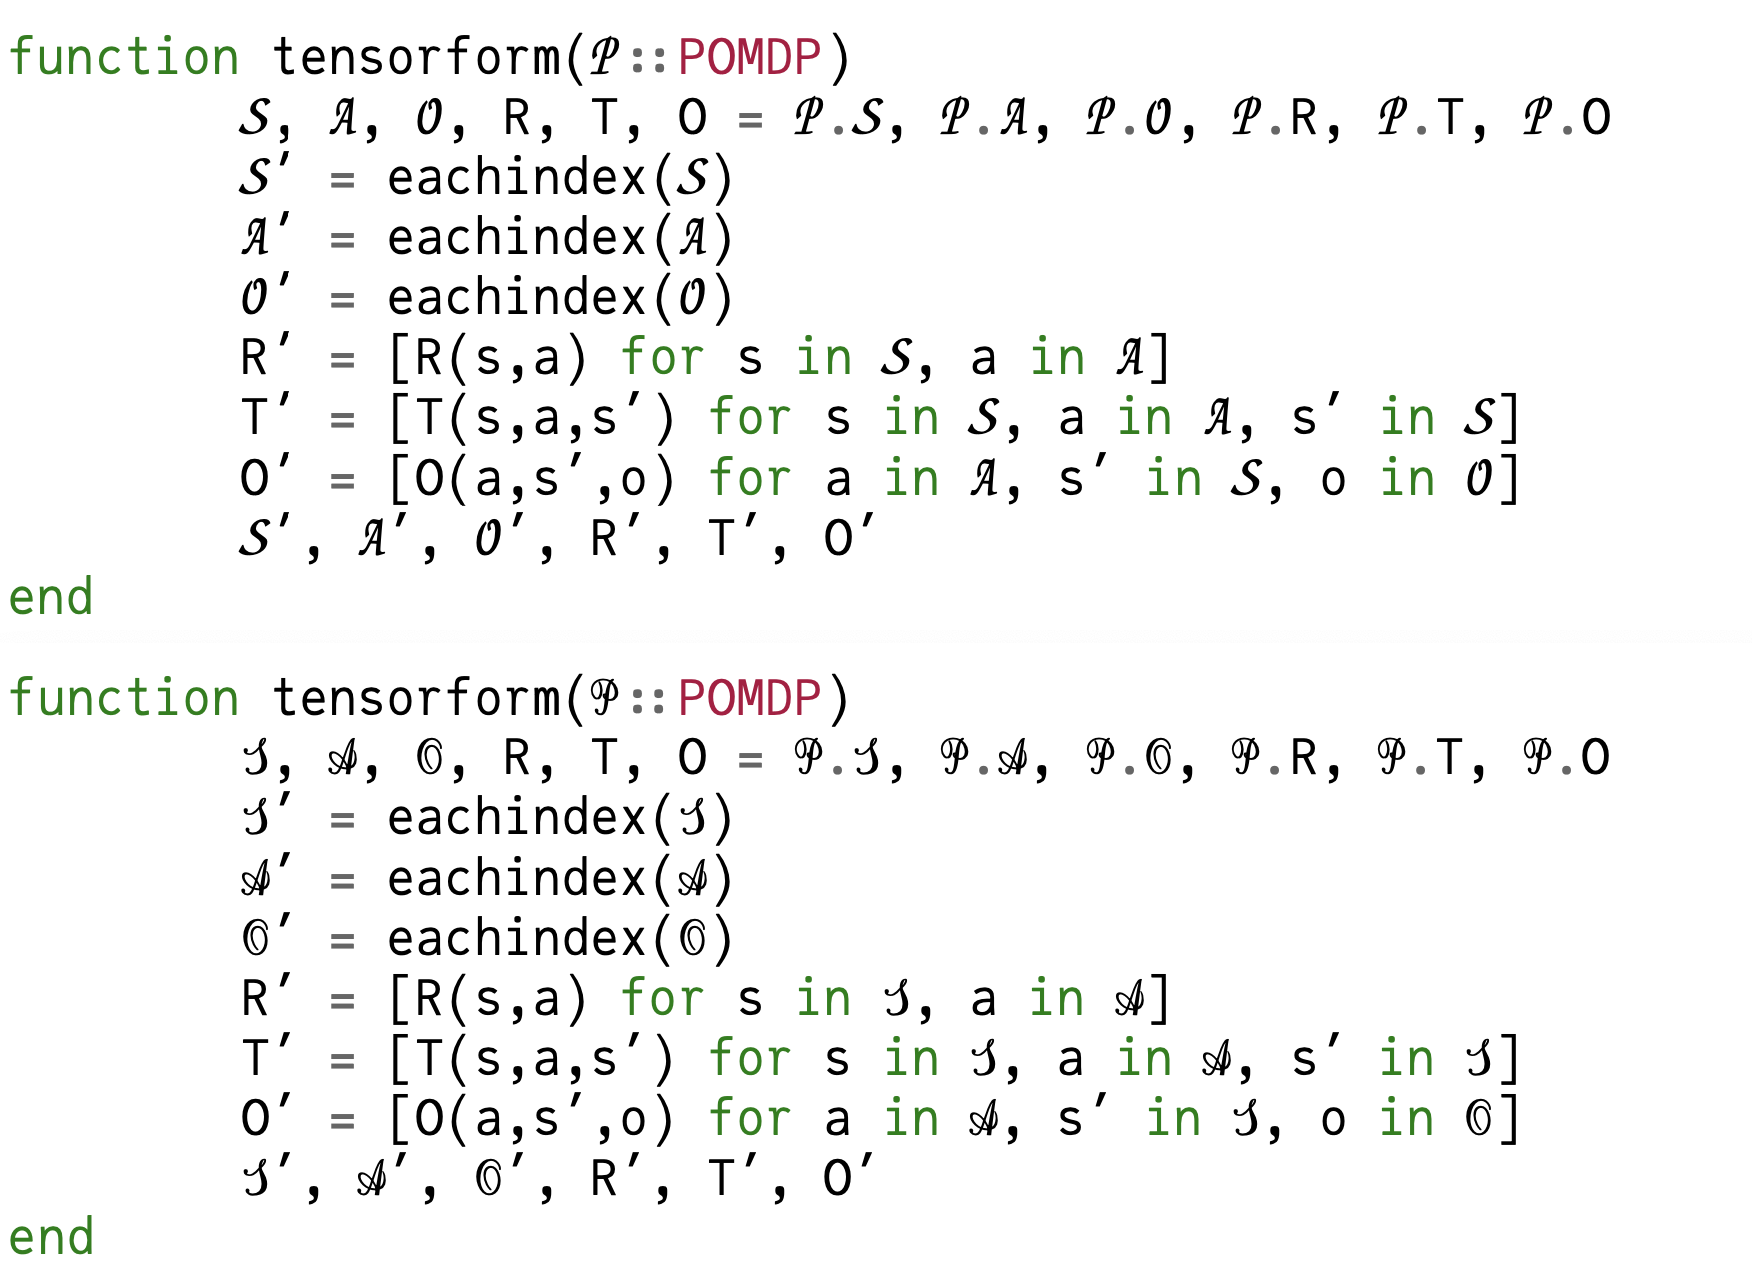 function tensorform(𝒫::POMDP)
        𝒮, 𝒜, 𝒪, R, T, O = 𝒫.𝒮, 𝒫.𝒜, 𝒫.𝒪, 𝒫.R, 𝒫.T, 𝒫.O
        𝒮′ = eachindex(𝒮)
        𝒜′ = eachindex(𝒜)
        𝒪′ = eachindex(𝒪)
        R′ = [R(s,a) for s in 𝒮, a in 𝒜]
        T′ = [T(s,a,s′) for s in 𝒮, a in 𝒜, s′ in 𝒮]
        O′ = [O(a,s′,o) for a in 𝒜, s′ in 𝒮, o in 𝒪]
        𝒮′, 𝒜′, 𝒪′, R′, T′, O′
end
function tensorform(𝒫::POMDP)
        𝒮, 𝒜, 𝒪, R, T, O = 𝒫.𝒮, 𝒫.𝒜, 𝒫.𝒪, 𝒫.R, 𝒫.T, 𝒫.O
        𝒮′ = eachindex(𝒮)
        𝒜′ = eachindex(𝒜)
        𝒪′ = eachindex(𝒪)
        R′ = [R(s,a) for s in 𝒮, a in 𝒜]
        T′ = [T(s,a,s′) for s in 𝒮, a in 𝒜, s′ in 𝒮]
        O′ = [O(a,s′,o) for a in 𝒜, s′ in 𝒮, o in 𝒪]
        𝒮′, 𝒜′, 𝒪′, R′, T′, O′
end